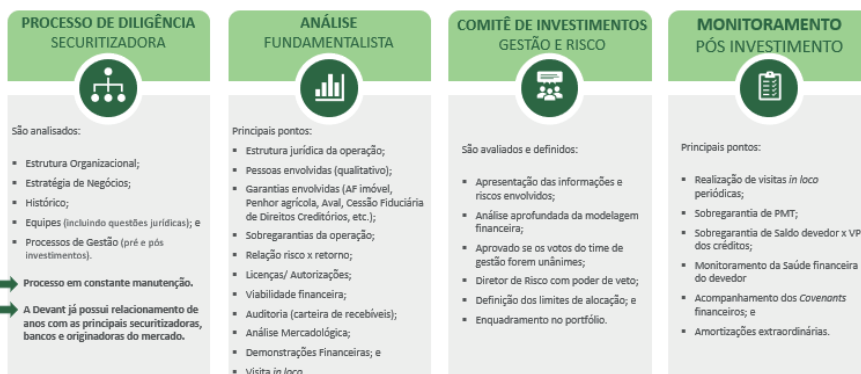 PROCESSO DE DILIGÊNCIA
SECURITIZADORA
São analisados:
▪ Estrutura Organizacional;
▪ Estratégia de Negócios;
▪ Histórico;
▪ Equipes (incluindo questões jurídicas); e
▪ Processos de Gestão (pré e pós
investimentos).
Processo em constante manutenção.
A Devant já possui relacionamento de
anos com as principais securitizadoras,
bancos e originadoras do mercado.
ANÁLISE
FUNDAMENTALISTA
Principais pontos:
▪ Estrutura jurídica da operação;
▪ Pessoas envolvidas (qualitativo);
▪ Garantias envolvidas (AF imóvel,
Penhor agrícola, Aval, Cessão Fiduciária
de Direitos Creditórios, etc.);
▪ Sobregarantias da operação;
▪ Relação risco x retorno;
▪ Licenças/ Autorizações;
▪ Viabilidade financeira;
▪ Auditoria (carteira de recebíveis);
▪ Análise Mercadológica;
▪ Demonstrações Financeiras; e
▪ Visita in loco
COMITÊ DE INVESTIMENTOS
GESTÃO E RISCO
São avaliados e definidos:
▪ Apresentação das informações e
riscos envolvidos;
▪ Análise aprofundada da modelagem
financeira;
▪ Aprovado se os votos do time de
gestão forem unânimes;
▪ Diretor de Risco com poder de veto;
▪ Definição dos limites de alocação; e
▪ Enquadramento no portfólio.
MONITORAMENTO
PÓS INVESTIMENTO
Principais pontos:
▪ Realização de visitas in loco
periódicas;
▪ Sobregarantia de PMT;
▪ Sobregarantia de Saldo devedor x VP
dos créditos;
▪ Monitoramento da Saúde financeira
do devedor
▪ Acompanhamento dos Covenants
financeiros; e
▪ Amortizações extraordinárias.